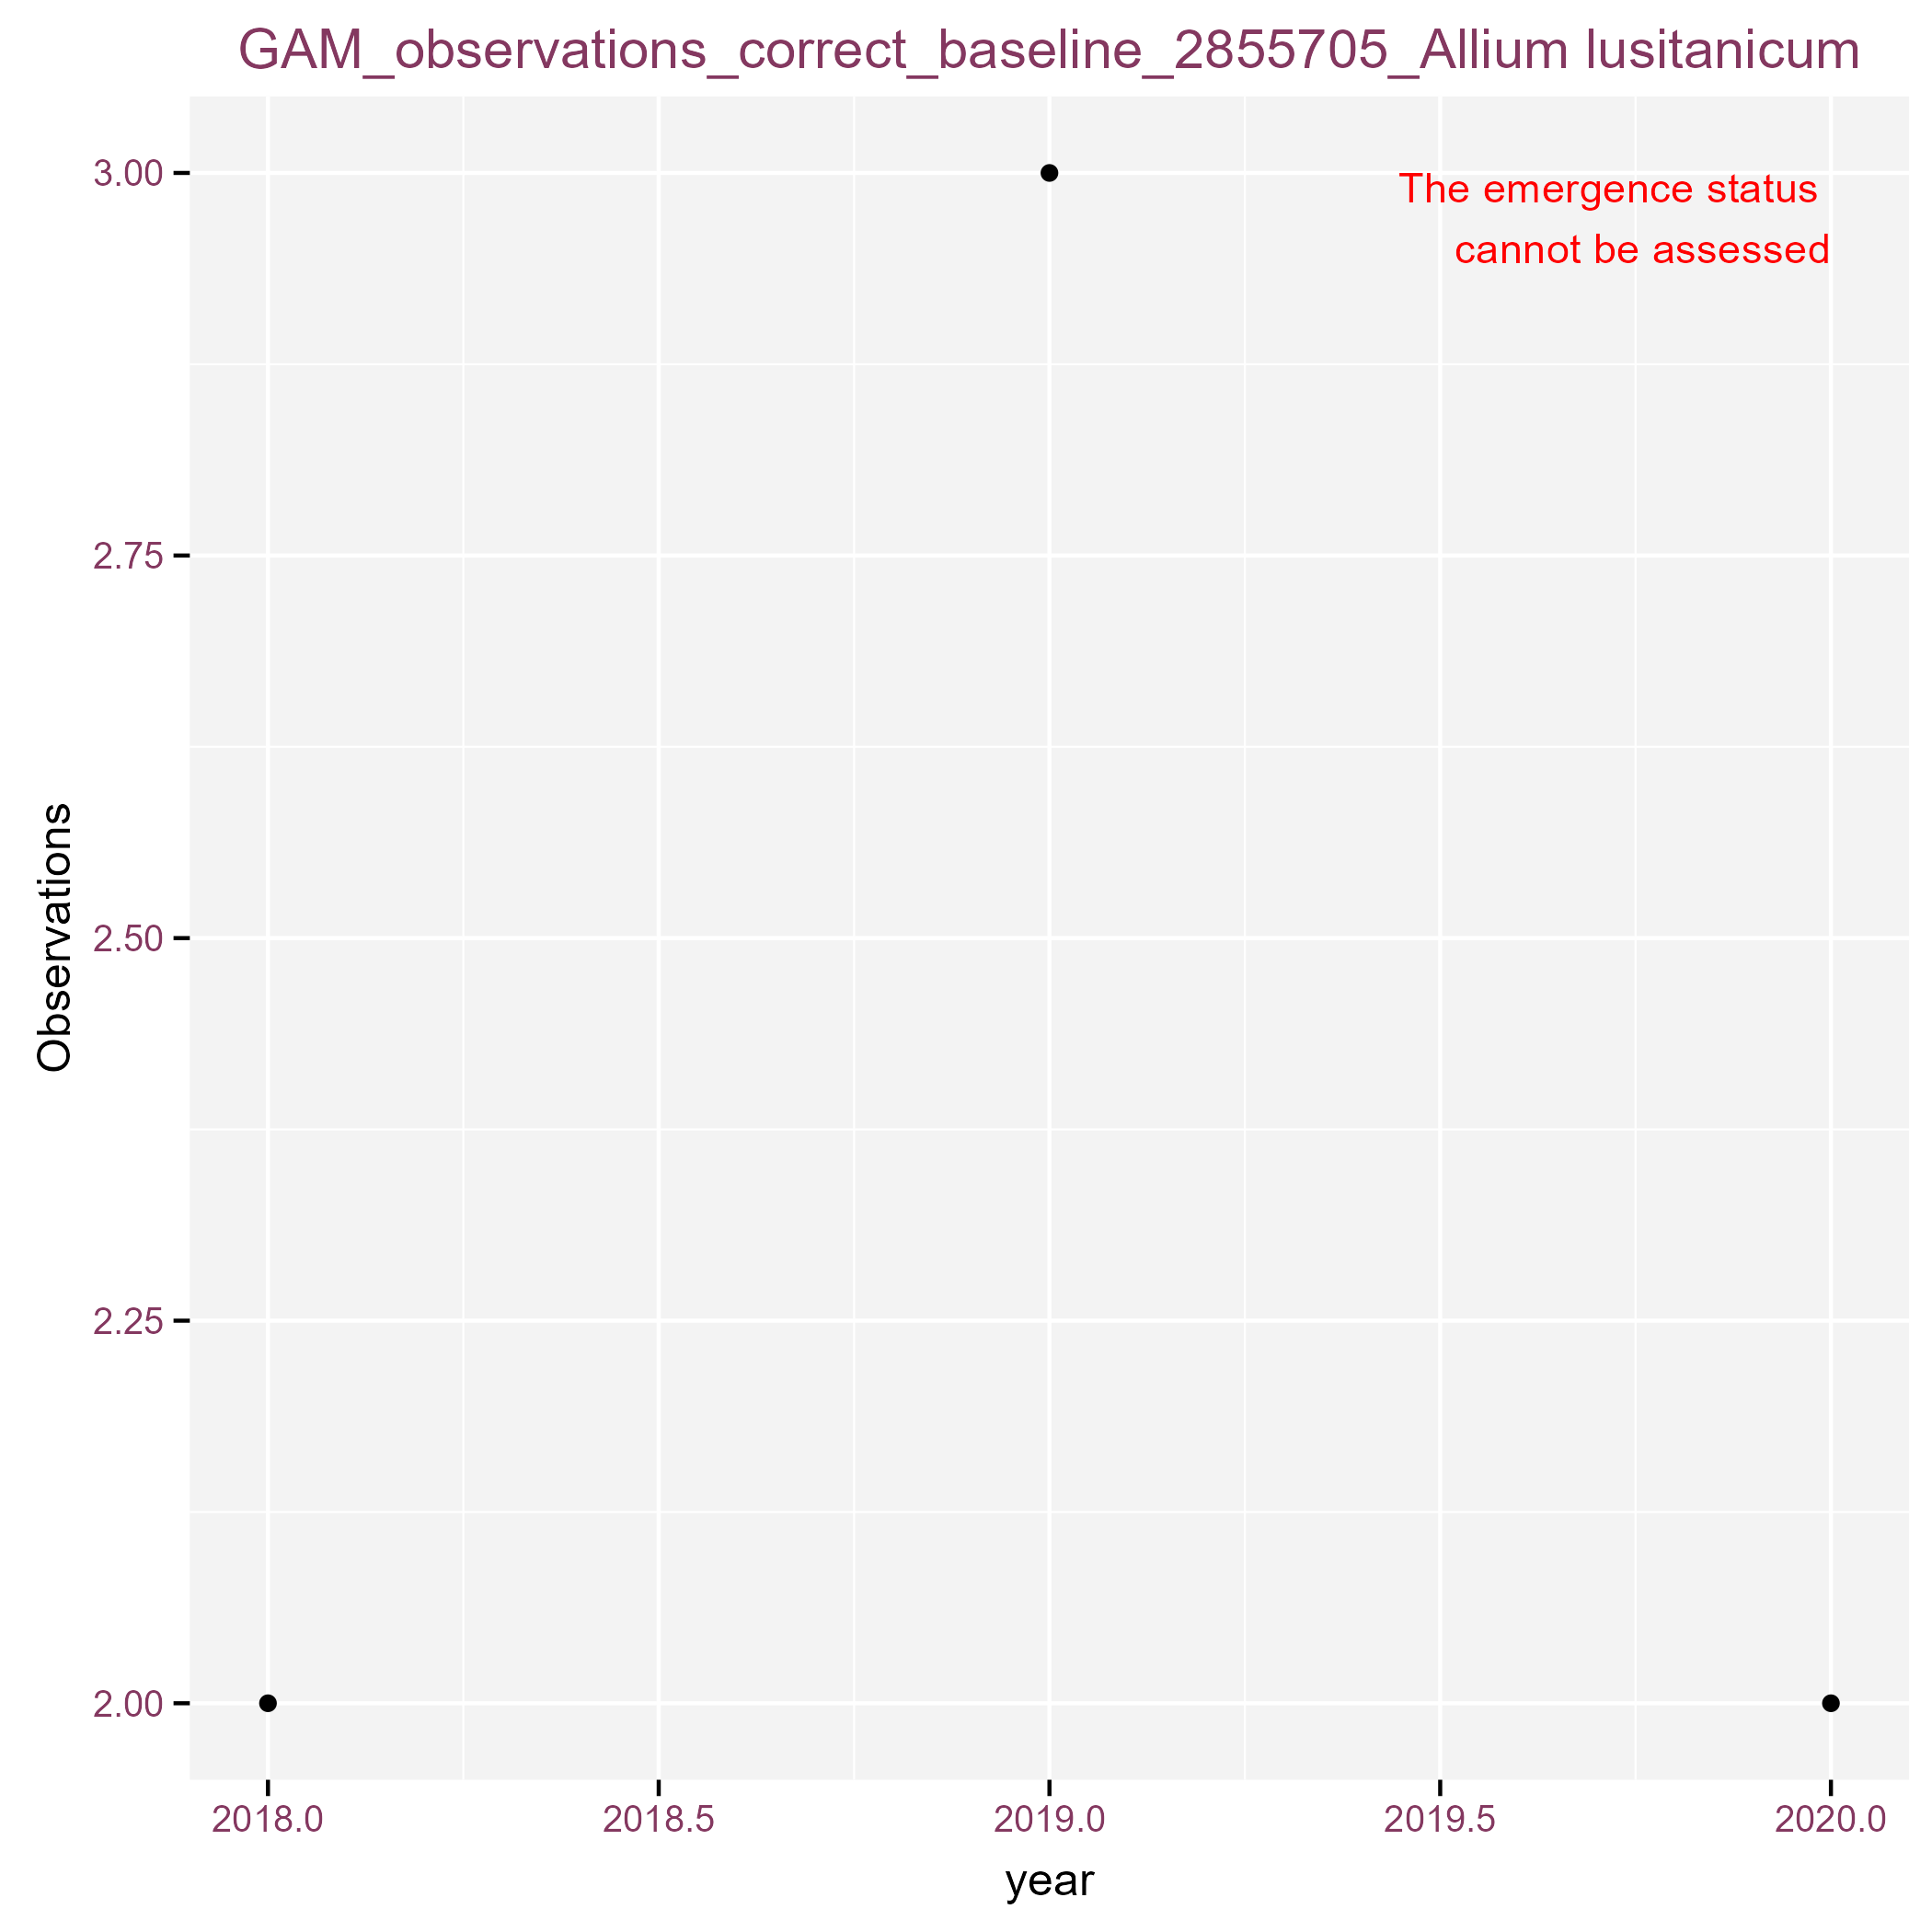 GAM_observations_correct_baseline_2855705_Allium lusitanicum
The emergence status
cannot be assessed
3.00
2.75
2.50
2.25
2.00
Observations
2018.0 2018.5 2019.0 2019.5 2020.0
year